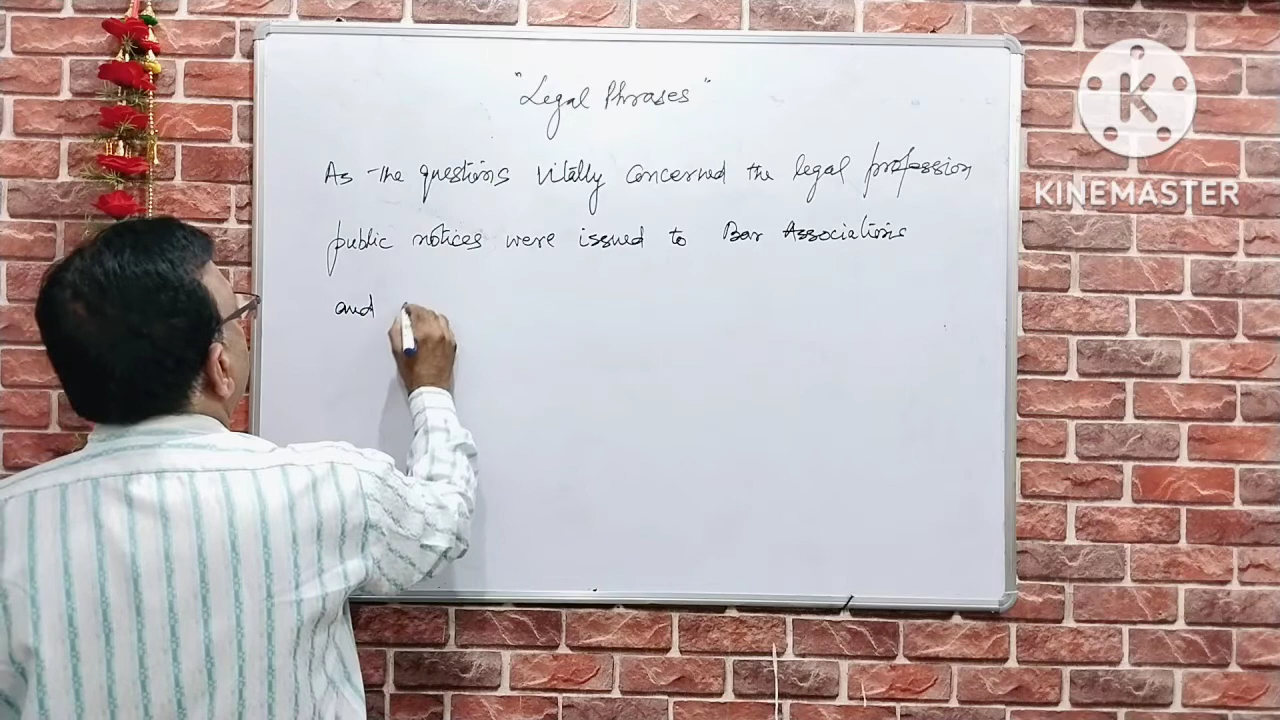 "Legal Phrases"
As the questions vitally concerned the legal profession
public notices were issued to Bar Associations
and
K
KINEMASTER